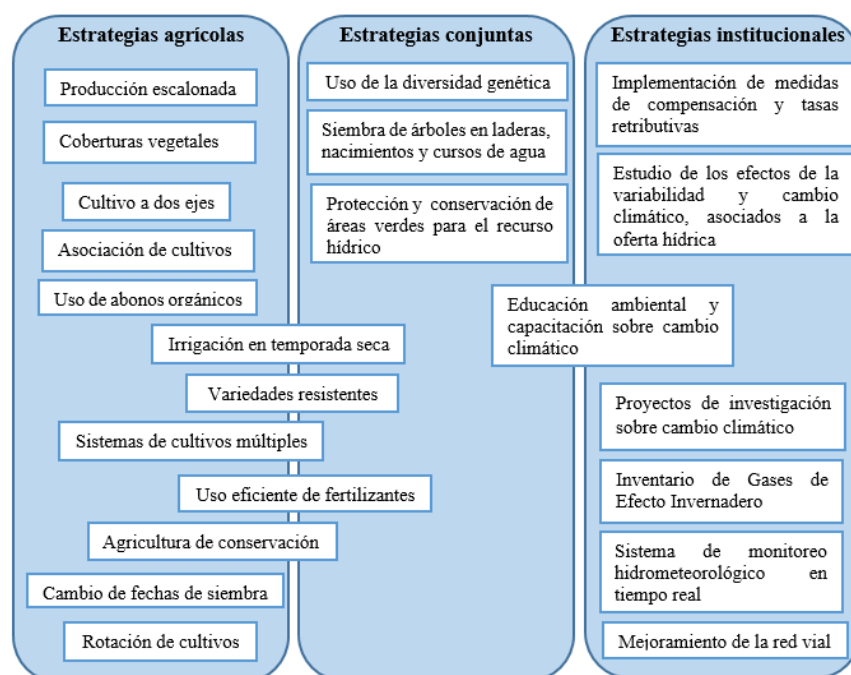 Estrategias agrícolas
Producción escalonada
Coberturas vegetales
Cultivo a dos ejes
Asociación de cultivos
Uso de abonos orgánicos
Irrigación en temporada seca
Variedades resistentes
Sistemas de cultivos múltiples
Uso eficiente de fertilizantes
Agricultura de conservación
Cambio de fechas de siembra
Rotación de cultivos
Estrategias conjuntas
Uso de la diversidad genética
Siembra de árboles en laderas,
nacimientos y cursos de agua
Protección y conservación de
áreas verdes para el recurso
hídrico
Educación ambiental y
capacitación sobre cambio
climático
Estrategias institucionales
Implementación de medidas
de compensación y tasas
retributivas
Estudio de los efectos de la
variabilidad y cambio
climático, asociados a la
oferta hídrica
Proyectos de investigación
sobre cambio climático
Inventario de Gases de
Efecto Invernadero
Sistema de monitoreo
hidrometeorológico en
tiempo real
Mejoramiento de la red vial